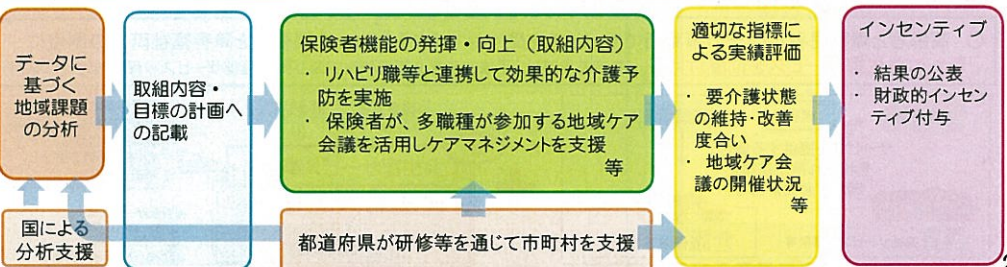 データに
基づく
地域課題
の分析
取組内容・
目標の計画へ
の記載
保険者機能の発揮・向上（取組内容）
・ リハビリ職等と連携して効果的な介護予
防を実施
・ 保険者が、多職種が参加する地域ケア
会議を活用しケアマネジメントを支援
等
適切な指標に
よる実績評価
・ 要介護状態
の維持・改善
度合い
・ 地域ケア会
議の開催状況
等
インセンティブ
・ 結果の公表
・ 財政的インセン
ティブ付与
国による
分析支援
都道府県が研修等を通じて市町村を支援